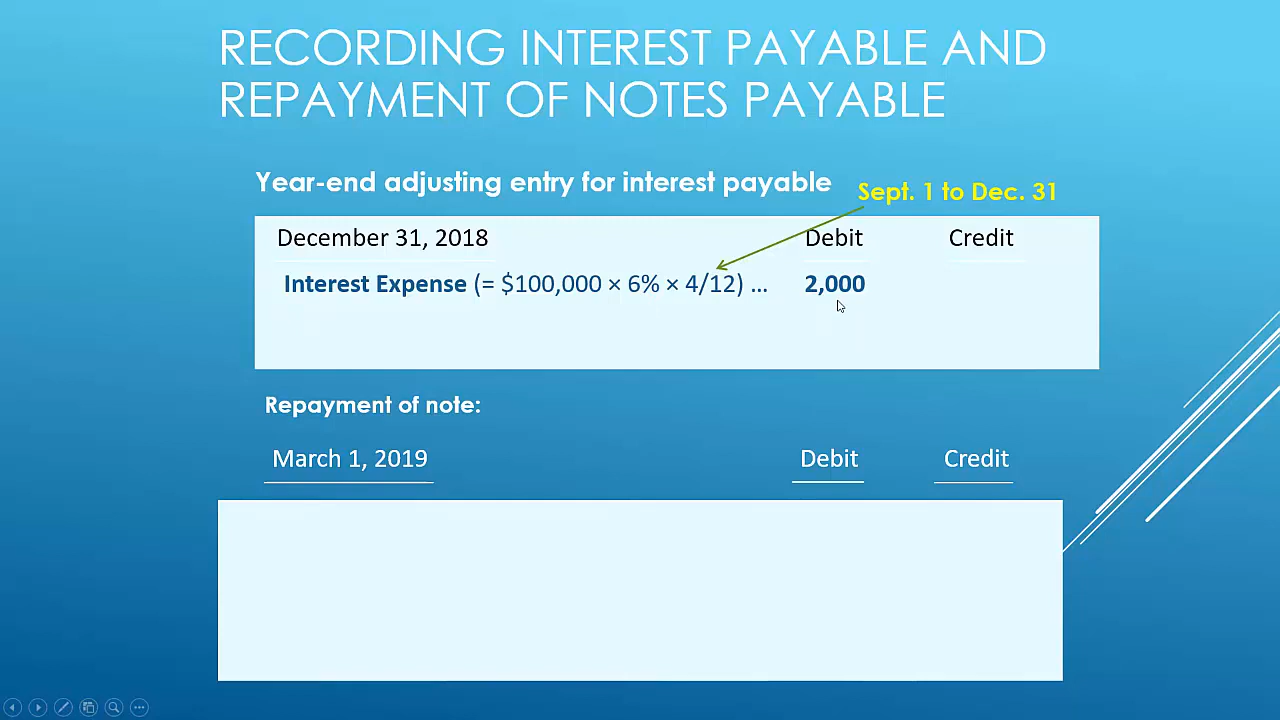 RECORDING INTEREST PAYABLE AND
REPAYMENT OF NOTES PAYABLE
Year-end adjusting entry for interest payable
Sept. 1 to Dec. 31
December 31, 2018 Debit Credit
Interest Expense (= $100,000 × 6% × 4/12) … 2,000
Repayment of note:
March 1, 2019 Debit Credit